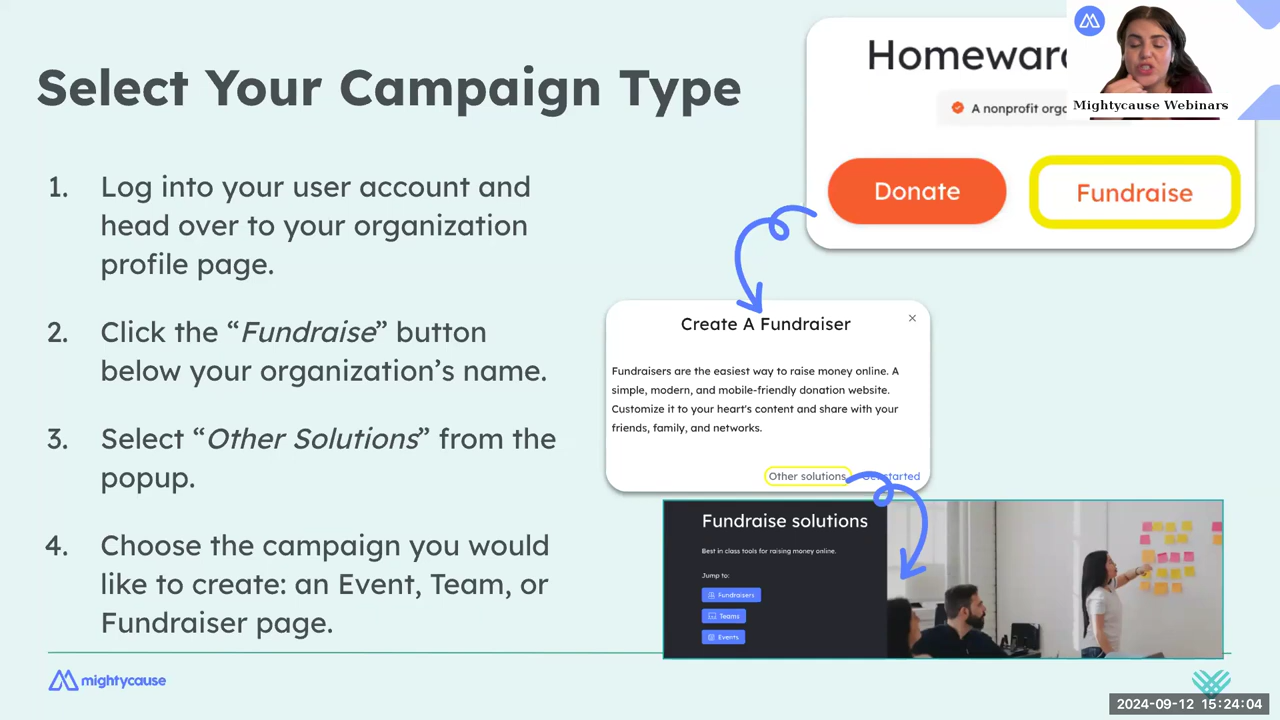 Select Your Campaign Type
1. Log into your user account and
head over to your organization
profile page.
2. Click the “Fundraise” button
below your organization’s name.
3. Select “Other Solutions” from the
popup.
4. Choose the campaign you would
like to create: an Event, Team, or
Fundraiser page.
Homeward
A nonprofit
Donate
Fundraise
Mightycause Webinars
Create A Fundraiser
×
Fundraisers are the easiest way to raise money online. A
simple, modern, and mobile-friendly donation website.
Customize it to your heart's content and share with your
friends, family, and networks.
Other solutions
Get started
Fundraise solutions
Best in class tools for raising money online.
Jump to:
Fundraisers
Teams
Events
mightycause
2024-09-12 15:24:04